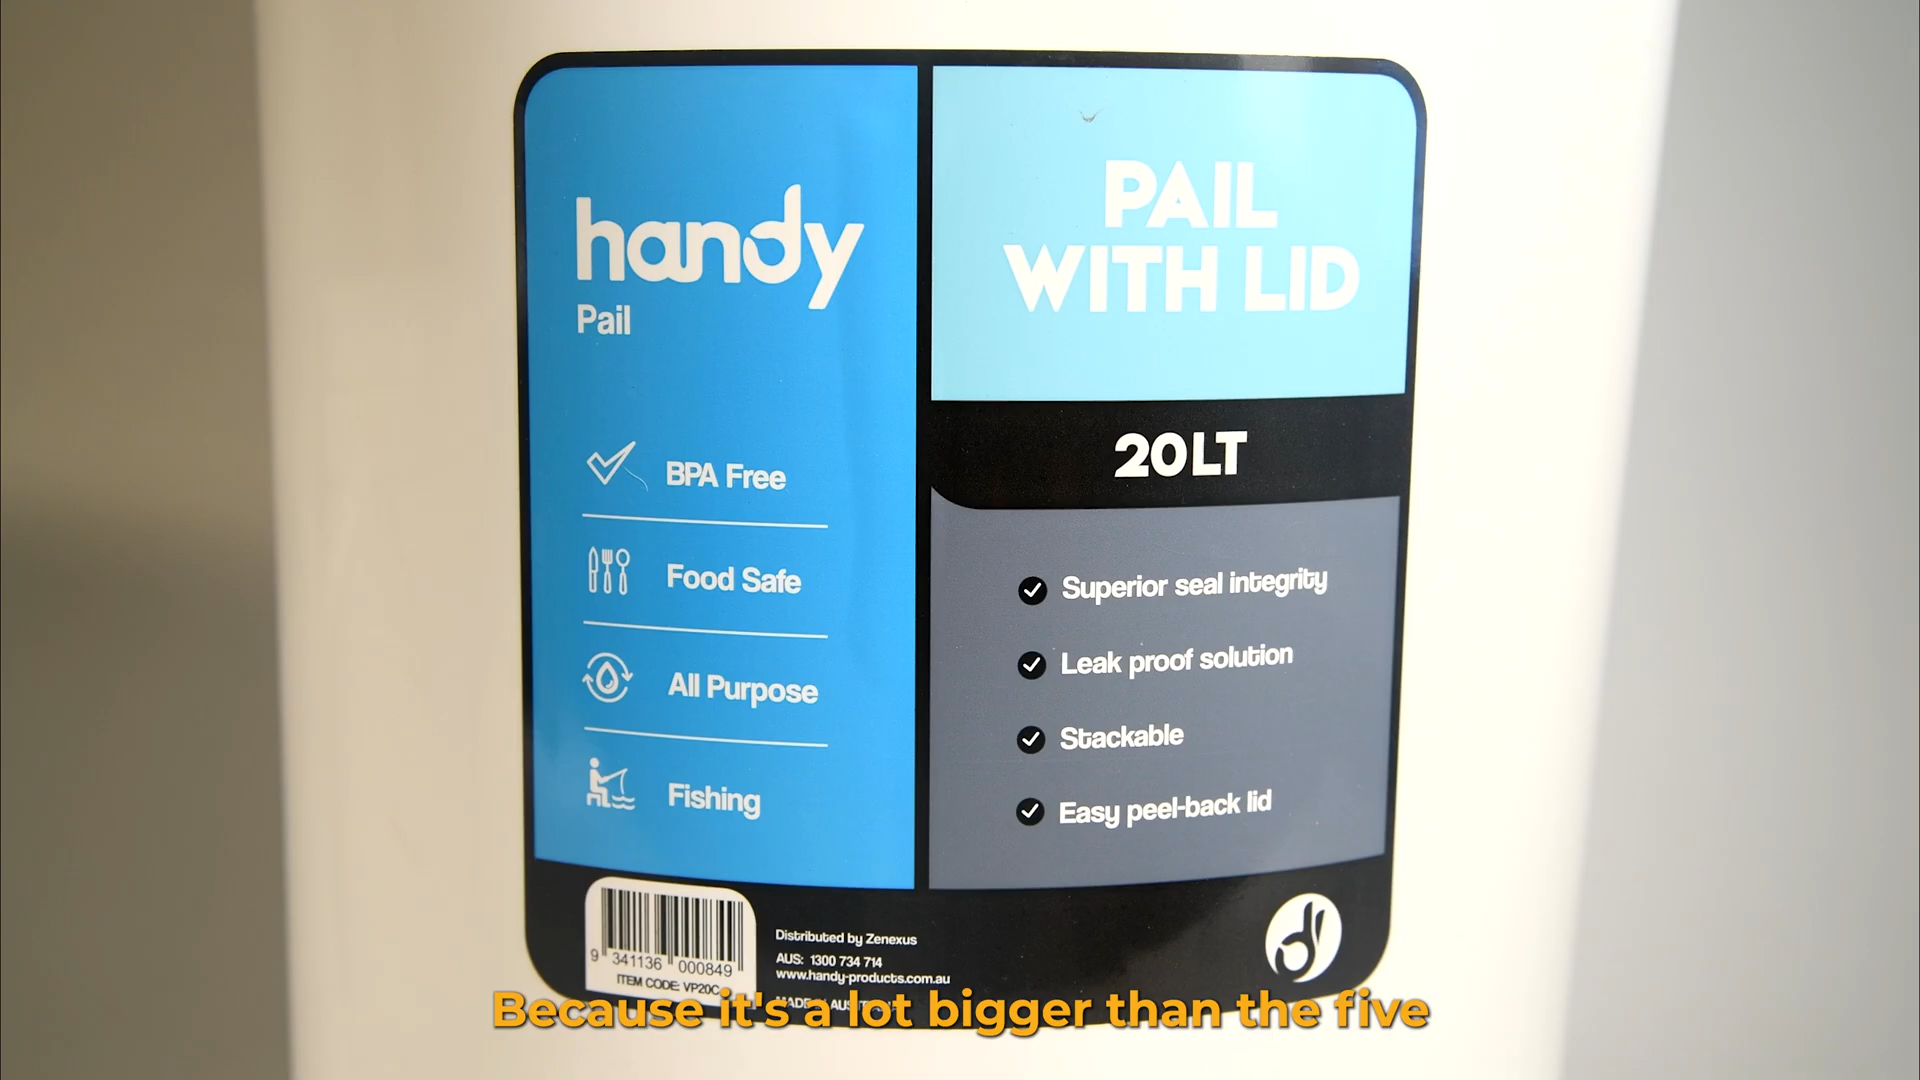 handy
Pail
BPA Free
Food Safe
All Purpose
Fishing
PAIL
WITH LID
20LT
Superior seal integrity
Leak proof solution
Stackable
Easy peel-back lid
9 341136 000849
ITEM CODE: VP20C
Distributed by Zenexus
AUS: 1300 734 714
www.handy-products.com.au
Because it's a lot bigger than the five